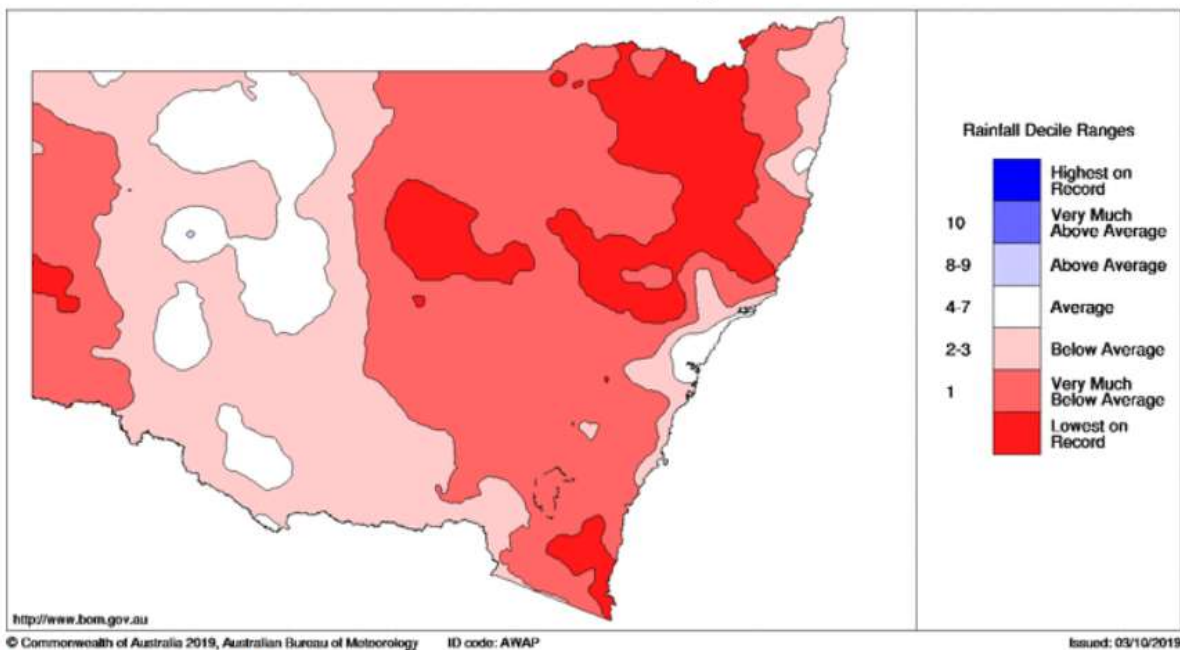 Rainfall Decile Ranges
Highest on
Record
10
Very Much
Above Average
8-9
Above Average
4-7
Average
2-3
Below Average
1
Very Much
Below Average
Lowest on
Record
http://www.bom.gov.au
© Commonwealth of Australia 2019, Australian Bureau of Meteorology ID code: AWAP Issued: 03/10/2019